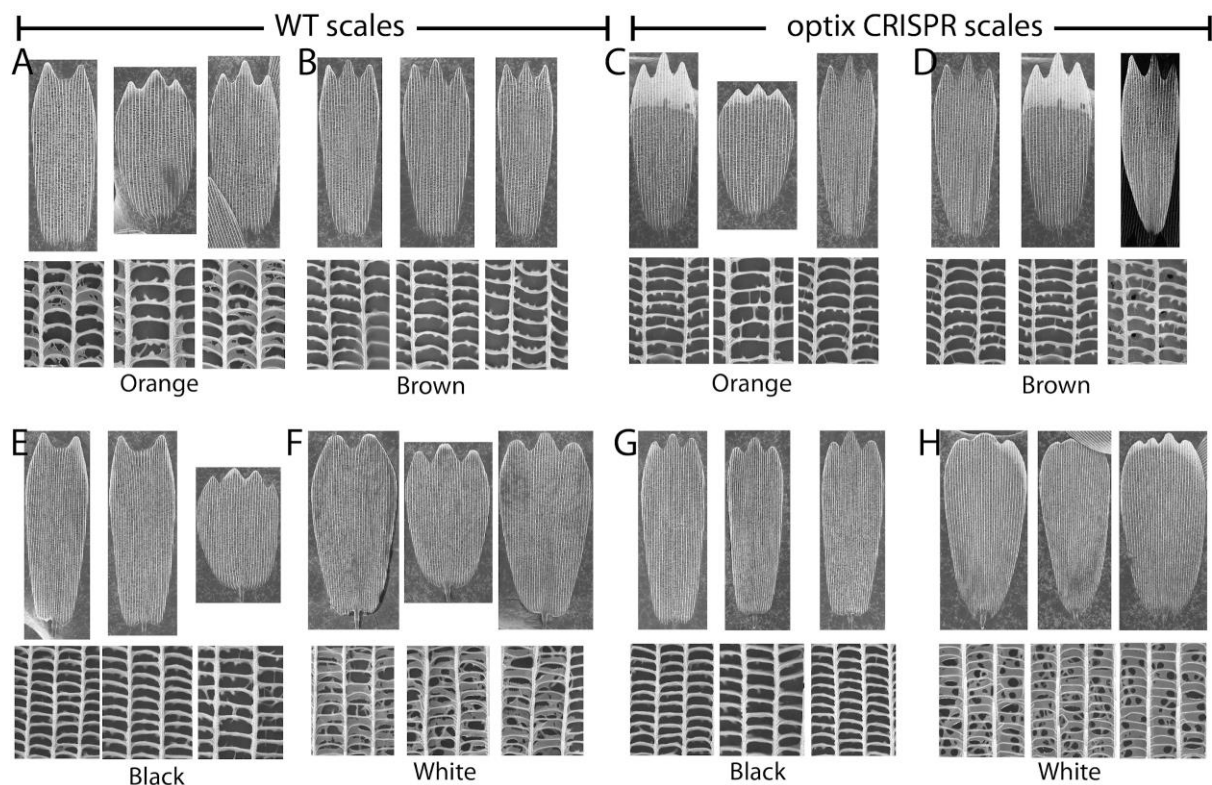 WT scales
optix CRISPR scales
A
B
C
D
Orange
Brown
Orange
Brown
E
F
G
H
Black
White
Black
White